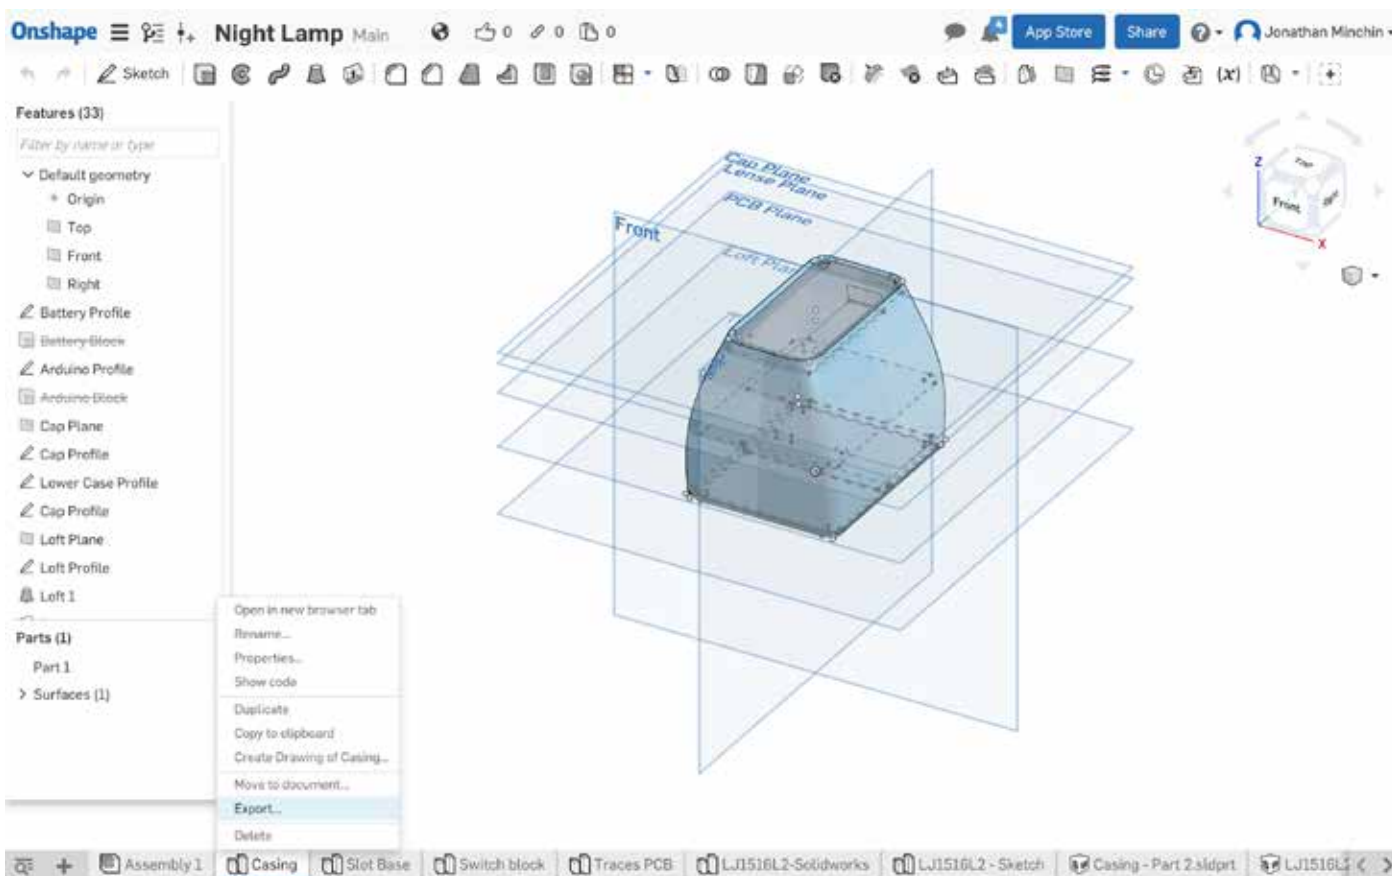 Onshape Night Lamp Main 0 0 0 App Store Share Jonathan Minchin
Sketch (x)
Features (33)
Filter by name or type
Default geometry
Origin
Top
Front
Right
Battery Profile
Battery Block
Arduino Profile
Arduino Block
Cap Plane
Cap Profile
Lower Case Profile
Cap Profile
Loft Plane
Loft Profile
Loft 1
Parts (1)
Part 1
Surfaces (1)
Open in new browser tab
Rename...
Properties...
Show code
Duplicate
Copy to clipboard
Create Drawing of Casing...
Move to document...
Export...
Delete
Cap Plane
Lense Plane
PCB Plane
Front
Loft Plan
Z
Top
Front
X
Assembly 1 Casing Slot Base Switch block Traces PCB LJ1516L2-Solidworks LJ1516L2 - Sketch Casing - Part 2.sldprt LJ1516L